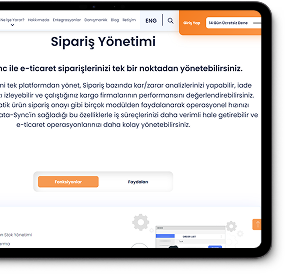 Neye Yarar? Hakkımızda Entegrasyonlar Danışmanlık Blog İletişim ENG Giriş Yap 14 Gün Ücretsiz Dene
Sipariş Yönetimi
nc ile e-ticaret siparişlerinizi tek bir noktadan yönetebilirsiniz.
ni tek platformdan yönet, Sipariş bazında kar/zarar analizlerinizi yapabilir, iade
ı izleyebilir ve çalıştığınız kargo firmalarının performansını değerlendirebilirsiniz.
atik ürün sipariş onayı gibi birçok modülden faydalanarak operasyonel hızınızı
ata-Sync'in sağladığı bu özelliklerle iş süreçlerinizi daha verimli hale getirebilir ve
e-ticaret operasyonlarınızı daha kolay yönetebilirsiniz.
Fonksiyonlar Faydaları
Stok Yönetimi